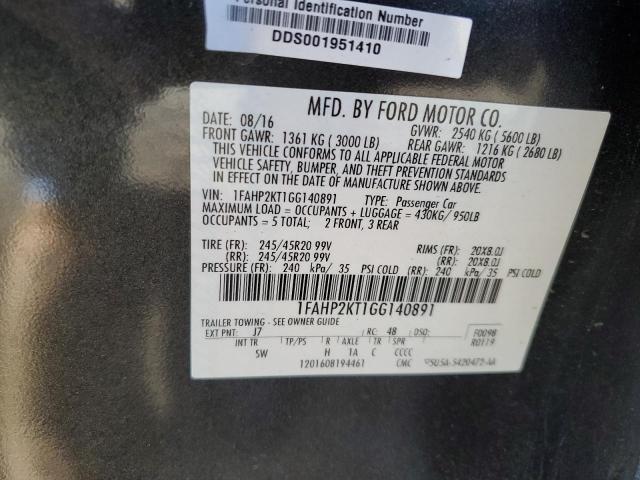 Personal Identification Number
DDS001951410
MFD. BY FORD MOTOR CO.
DATE: 08/16 GVWR: 2540 KG (5600 LB)
FRONT GAWR: 1361 KG (3000 LB) REAR GAWR: 1216 KG (2680 LB)
THIS VEHICLE CONFORMS TO ALL APPLICABLE FEDERAL MOTOR
VEHICLE SAFETY, BUMPER, AND THEFT PREVENTION STANDARDS
IN EFFECT ON THE DATE OF MANUFACTURE SHOWN ABOVE.
VIN: 1FAHP2KT1GG140891 TYPE: Passenger Car
MAXIMUM LOAD = OCCUPANTS + LUGGAGE = 430KG/950LB
OCCUPANTS = 5 TOTAL; 2 FRONT, 3 REAR
TIRE (FR): 245/45R20 99V RIMS (FR): 20X8.0J
(RR): 245/45R20 99V (RR): 20X8.0J
PRESSURE (FR): 240 kPa/ 35 PSI COLD (RR): 240 kPa/ 35 PSI COLD
1FAHP2KT1GG140891
TRAILER TOWING - SEE OWNER GUIDE
EXT PNT: J7 RC: 48 DSO: F0098
INT TR TP/PS R AXLE TR SPR R0119
SW H 1A C CCCC
1201608194461 CMC 5U5A-5420472-AA